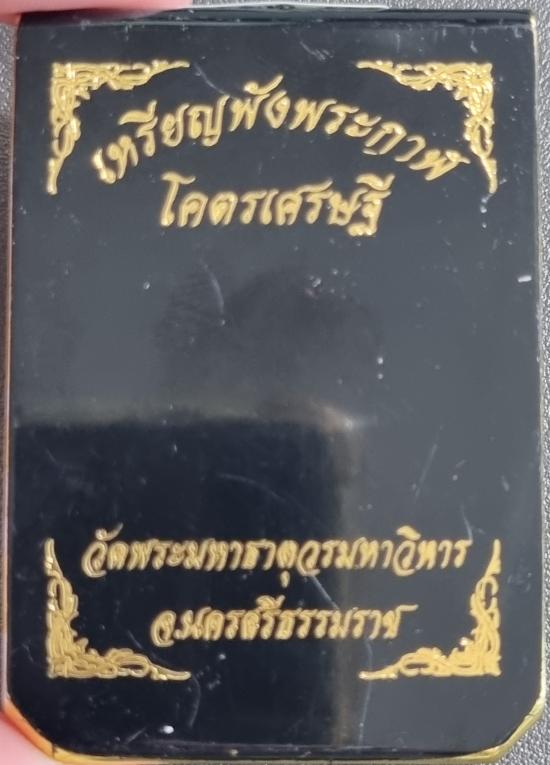 เหรียญพังพระกาฬ
โคตรเศรษฐี
วัดพระมหาธาตุวรมหาวิหาร
จ.นครศรีธรรมราช